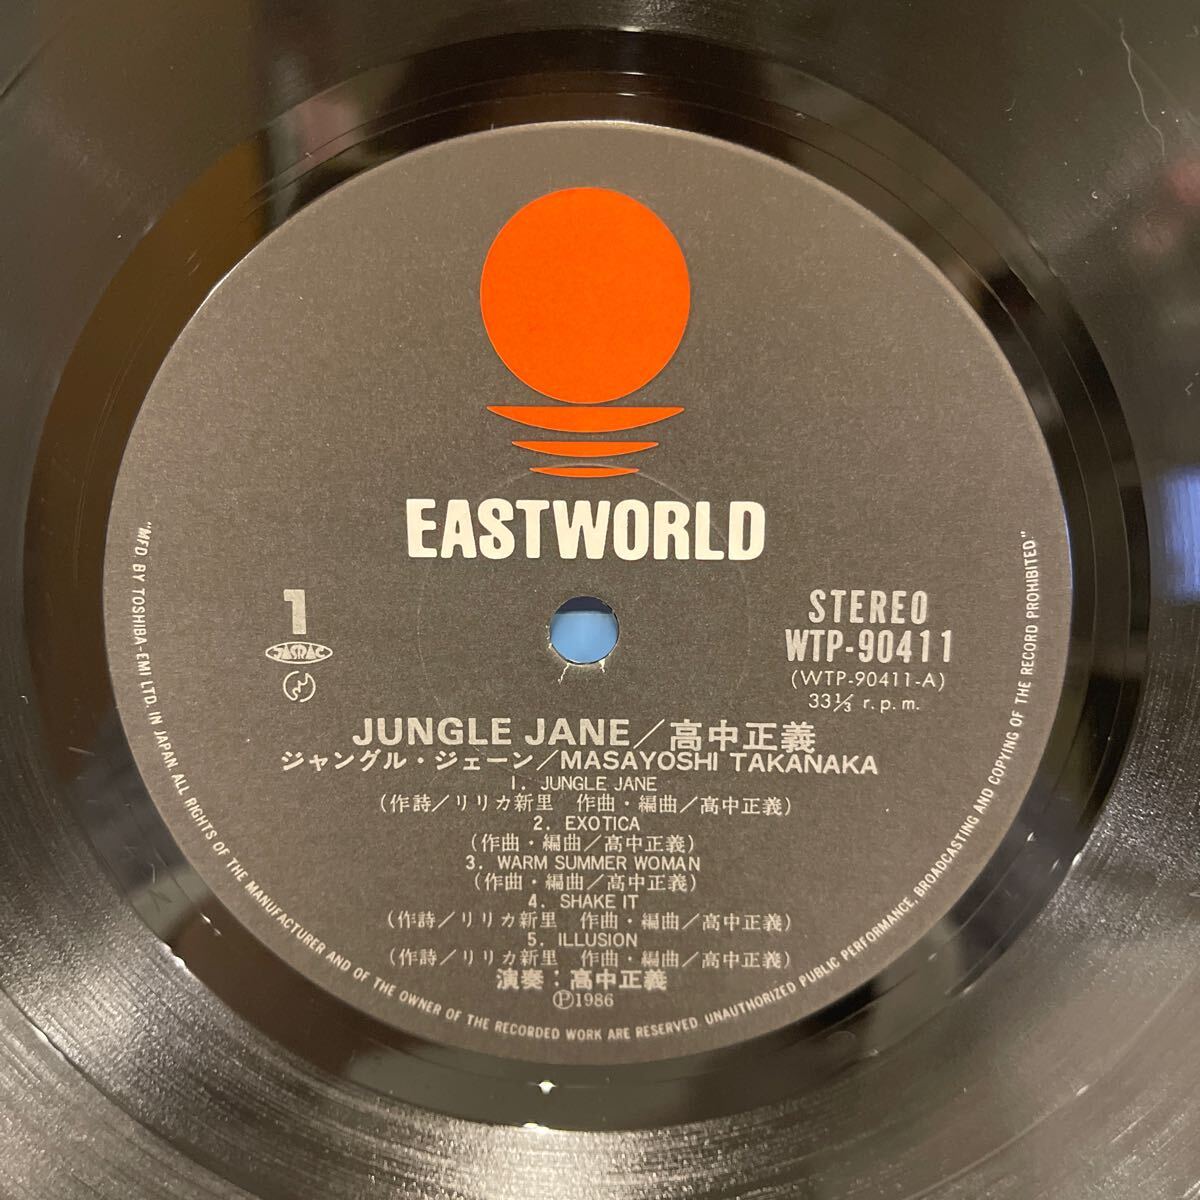 EASTWORLD
1
JASRAC
STEREO
WTP-90411
(WTP-90411-A)
33⅓ r.p.m.
JUNGLE JANE/高中正義
ジャングル・ジェーン/MASAYOSHI TAKANAKA
1. JUNGLE JANE
(作詩/リリカ新里 作曲・編曲/高中正義)
2. EXOTICA
(作曲・編曲/高中正義)
3. WARM SUMMER WOMAN
(作曲・編曲/高中正義)
4. SHAKE IT
(作詩/リリカ新里 作曲・編曲/高中正義)
5. ILLUSION
(作詩/リリカ新里 作曲・編曲/高中正義)
演奏:高中正義
Ⓟ1986
"MFD. BY TOSHIBA-EMI LTD. IN JAPAN ALL RIGHTS OF THE MANUFACTURER AND OF THE OWNER OF THE RECORDED WORK ARE RESERVED. UNAUTHORIZED PUBLIC PERFORMANCE, BROADCASTING AND COPYING OF THE RECORD PROHIBITED."